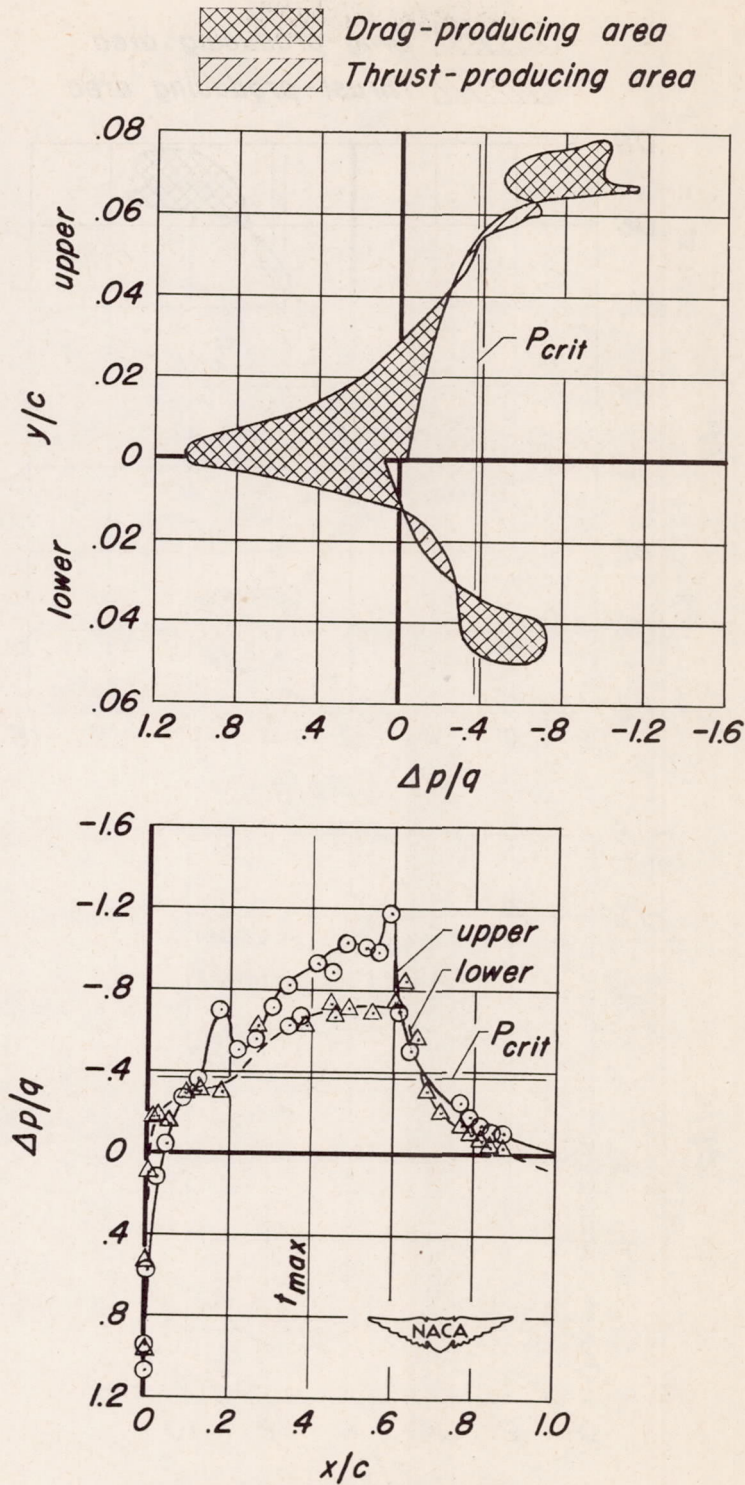 Drag-producing area
Thrust-producing area
.08
.06
.04
.02
0
.02
.04
.06
upper
y/c
lower
P_crit
1.2 .8 .4 0 -.4 -.8 -1.2 -1.6
Δp/q
-1.6
-1.2
-.8
-.4
0
.4
.8
1.2
Δp/q
upper
lower
P_crit
t_max
NACA
0 .2 .4 .6 .8 1.0
x/c